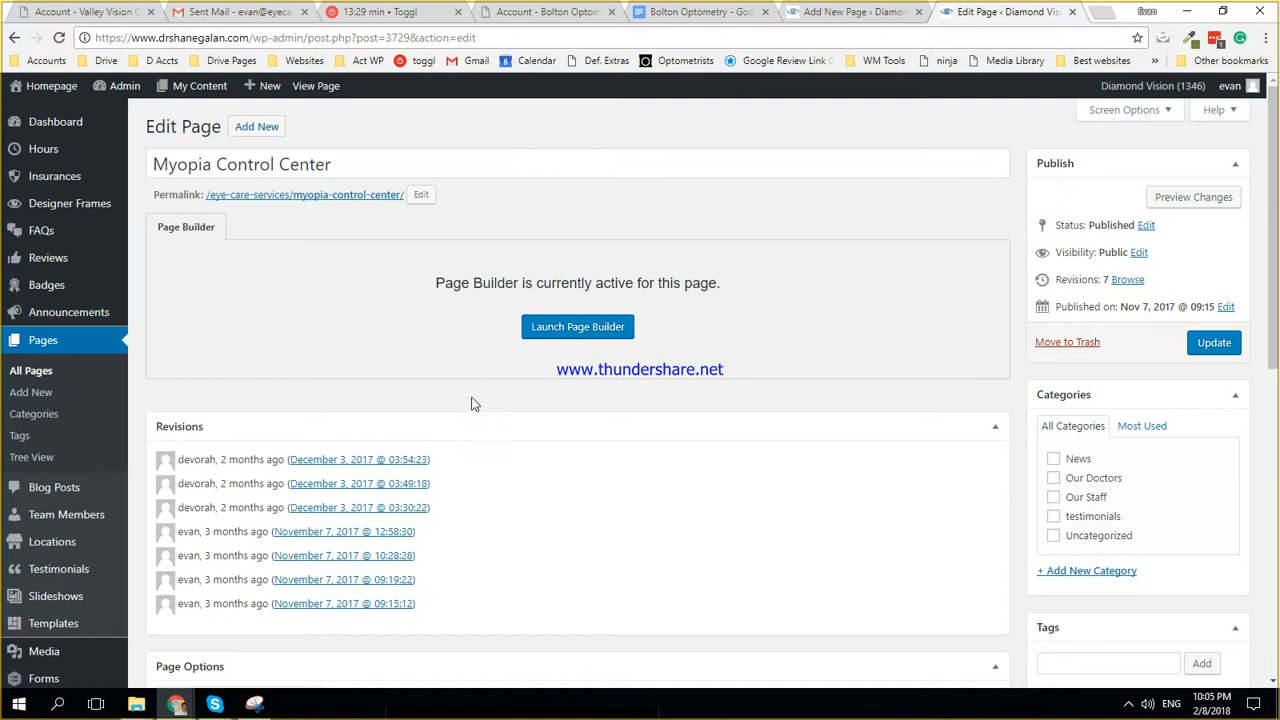 Account - Valley Vision C
Sent Mail - evan@eyeca
13:29 min • Toggl
Account - Bolton Optomet
Bolton Optometry - Goo
Add New Page ‹ Diamond
Edit Page ‹ Diamond Visi
Evan
https://www.drshanegalan.com/wp-admin/post.php?post=3729&action=edit
Accounts
Drive
D Accts
Drive Pages
Websites
Act WP
toggl
Gmail
Calendar
Def. Extras
Optometrists
Google Review Link G
WM Tools
ninja
Media Library
Best websites
»
Other bookmarks
Homepage
Admin
My Content
+ New
View Page
Diamond Vision (1346)
evan
Screen Options
Help
Edit Page
Add New
Myopia Control Center
Permalink: /eye-care-services/myopia-control-center/
Edit
Page Builder
Page Builder is currently active for this page.
Launch Page Builder
www.thundershare.net
Revisions
devorah, 2 months ago (December 3, 2017 @ 03:54:23)
devorah, 2 months ago (December 3, 2017 @ 03:49:18)
devorah, 2 months ago (December 3, 2017 @ 03:30:22)
evan, 3 months ago (November 7, 2017 @ 12:58:30)
evan, 3 months ago (November 7, 2017 @ 10:28:28)
evan, 3 months ago (November 7, 2017 @ 09:19:22)
evan, 3 months ago (November 7, 2017 @ 09:15:12)
Page Options
Dashboard
Hours
Insurances
Designer Frames
FAQs
Reviews
Badges
Announcements
Pages
All Pages
Add New
Categories
Tags
Tree View
Blog Posts
Team Members
Locations
Testimonials
Slideshows
Templates
Media
Forms
Publish
Preview Changes
Status: Published Edit
Visibility: Public Edit
Revisions: 7 Browse
Published on: Nov 7, 2017 @ 09:15 Edit
Move to Trash
Update
Categories
All Categories
Most Used
News
Our Doctors
Our Staff
testimonials
Uncategorized
+ Add New Category
Tags
Add
ENG
10:05 PM
2/8/2018